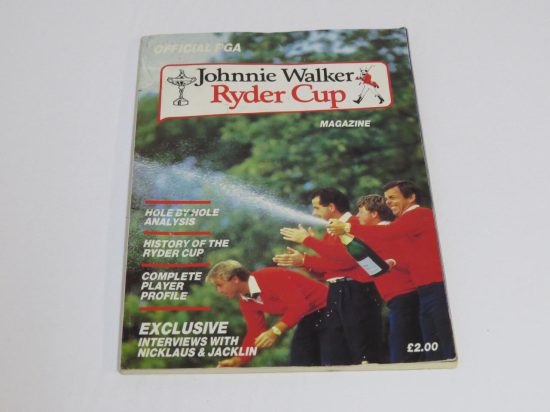 OFFICIAL PGA
Johnnie Walker
Ryder Cup
MAGAZINE
HOLE BY HOLE
ANALYSIS
HISTORY OF THE
RYDER CUP
COMPLETE
PLAYER
PROFILE
EXCLUSIVE
INTERVIEWS WITH
NICKLAUS & JACKLIN
£2.00